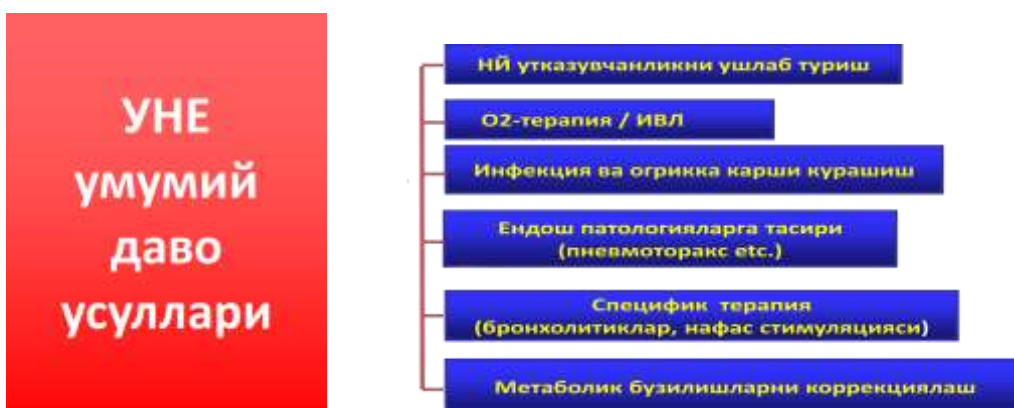 УНЕ
умумий
даво
усуллари
НЙ утказувчанликни ушлаб туриш
О2-терапия / ИВЛ
Инфекция ва огрикка карши курашиш
Ендош патологияларга тасири
(пневмоторакс etc.)
Специфик терапия
(бронхолитиклар, нафас стимуляцияси)
Метаболик бузилишларни коррекциялаш